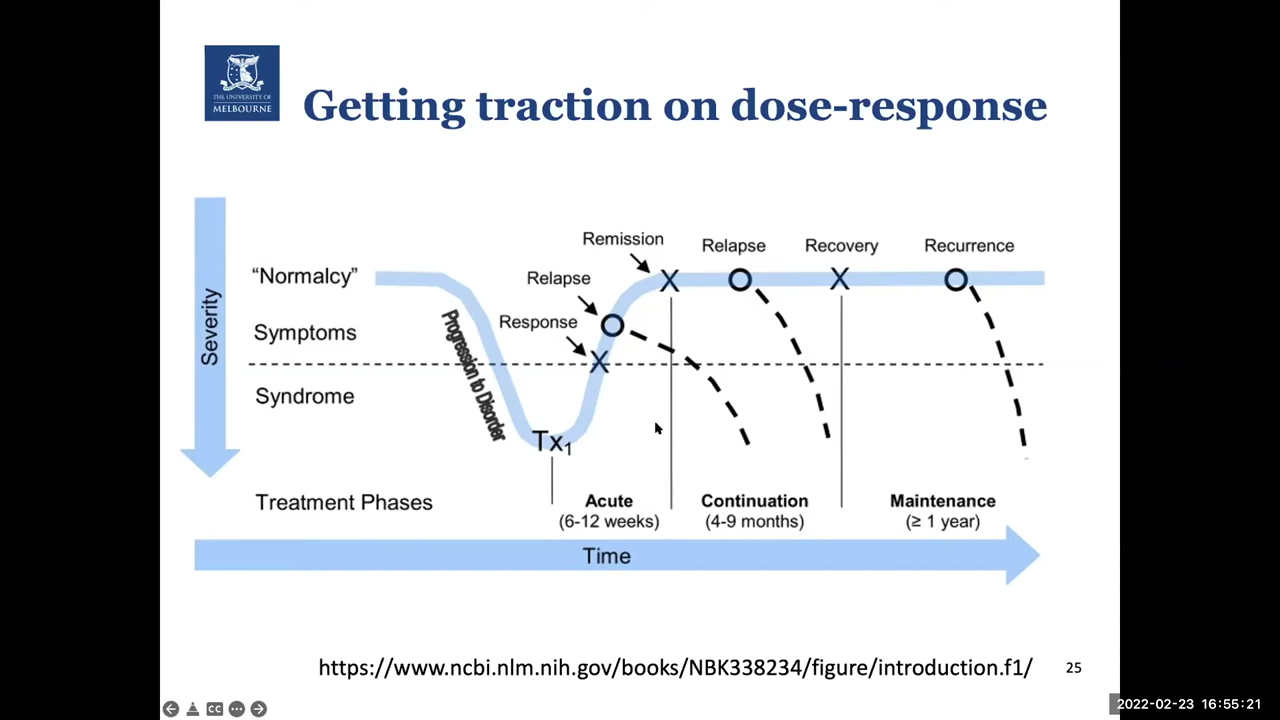 THE UNIVERSITY OF
MELBOURNE
Getting traction on dose-response
Severity
"Normalcy"
Symptoms
Syndrome
Progression to Disorder
Tx1
Response
Relapse
Remission
X
X
Relapse
Recovery
X
Recurrence
Treatment Phases
Acute
(6-12 weeks)
Continuation
(4-9 months)
Maintenance
(≥ 1 year)
Time
https://www.ncbi.nlm.nih.gov/books/NBK338234/figure/introduction.f1/
25
CC
2022-02-23 16:55:21